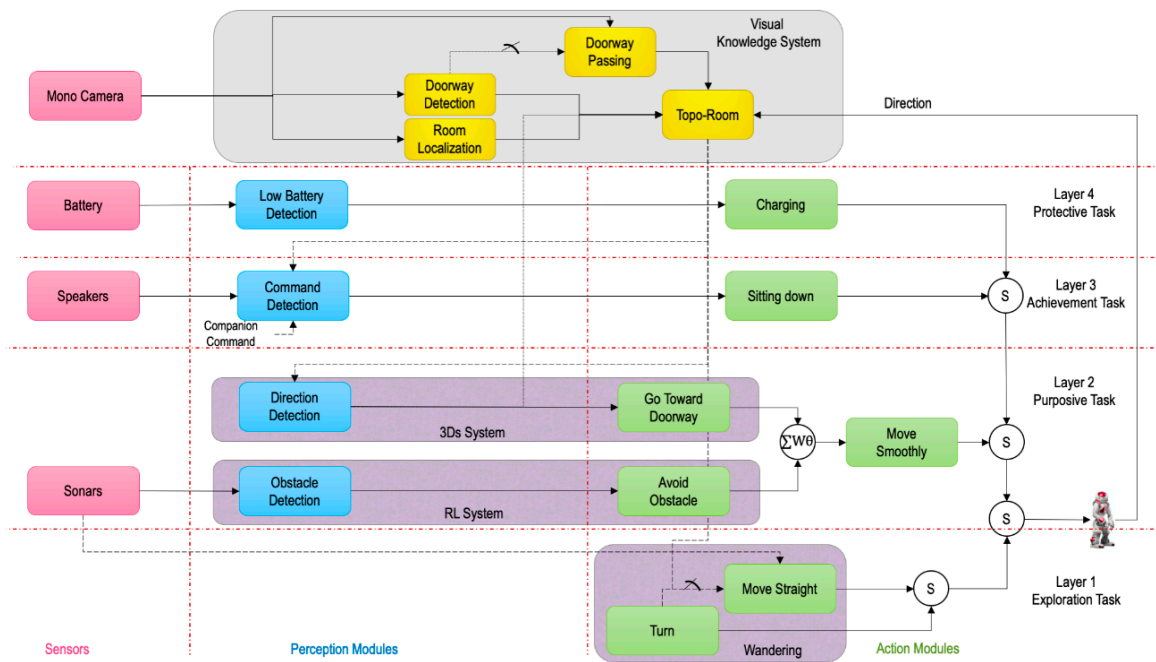 Visual
Knowledge System
Doorway
Passing
Mono Camera
Doorway
Detection
Room
Localization
Topo-Room
Direction
Battery
Low Battery
Detection
Charging
Layer 4
Protective Task
Speakers
Command
Detection
Sitting down
S
Layer 3
Achievement Task
Companion
Command
Direction
Detection
Go Toward
Doorway
3Ds System
Layer 2
Purposive Task
∑Wθ
Move
Smoothly
S
Sonars
Obstacle
Detection
Avoid
Obstacle
RL System
S
Move Straight
S
Layer 1
Exploration Task
Turn
Wandering
Sensors
Perception Modules
Action Modules